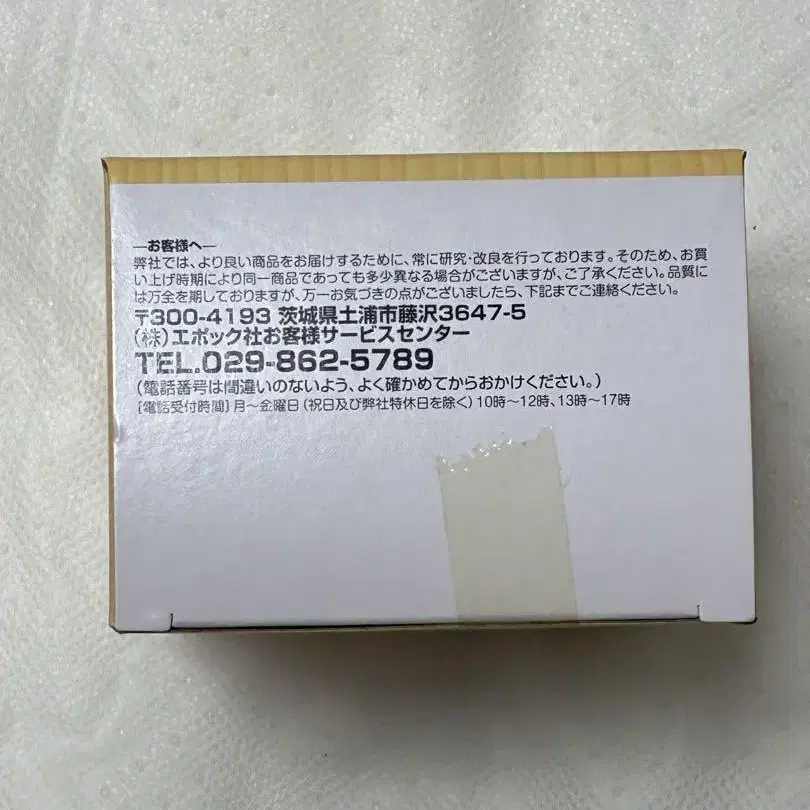 ―お客様へ―
弊社では、より良い商品をお届けするために、常に研究・改良を行っております。そのため、お買
い上げ時期により同一商品であっても多少異なる場合がございますが、ご了承ください。品質に
は万全を期しておりますが、万一お気づきの点がございましたら、下記までご連絡ください。
〒300-4193 茨城県土浦市藤沢3647-5
(株)エポック社お客様サービスセンター
TEL.029-862-5789
(電話番号は間違いのないよう、よく確かめてからおかけください。)
[電話受付時間]月〜金曜日(祝日及び弊社特休日を除く)10時〜12時、13時〜17時